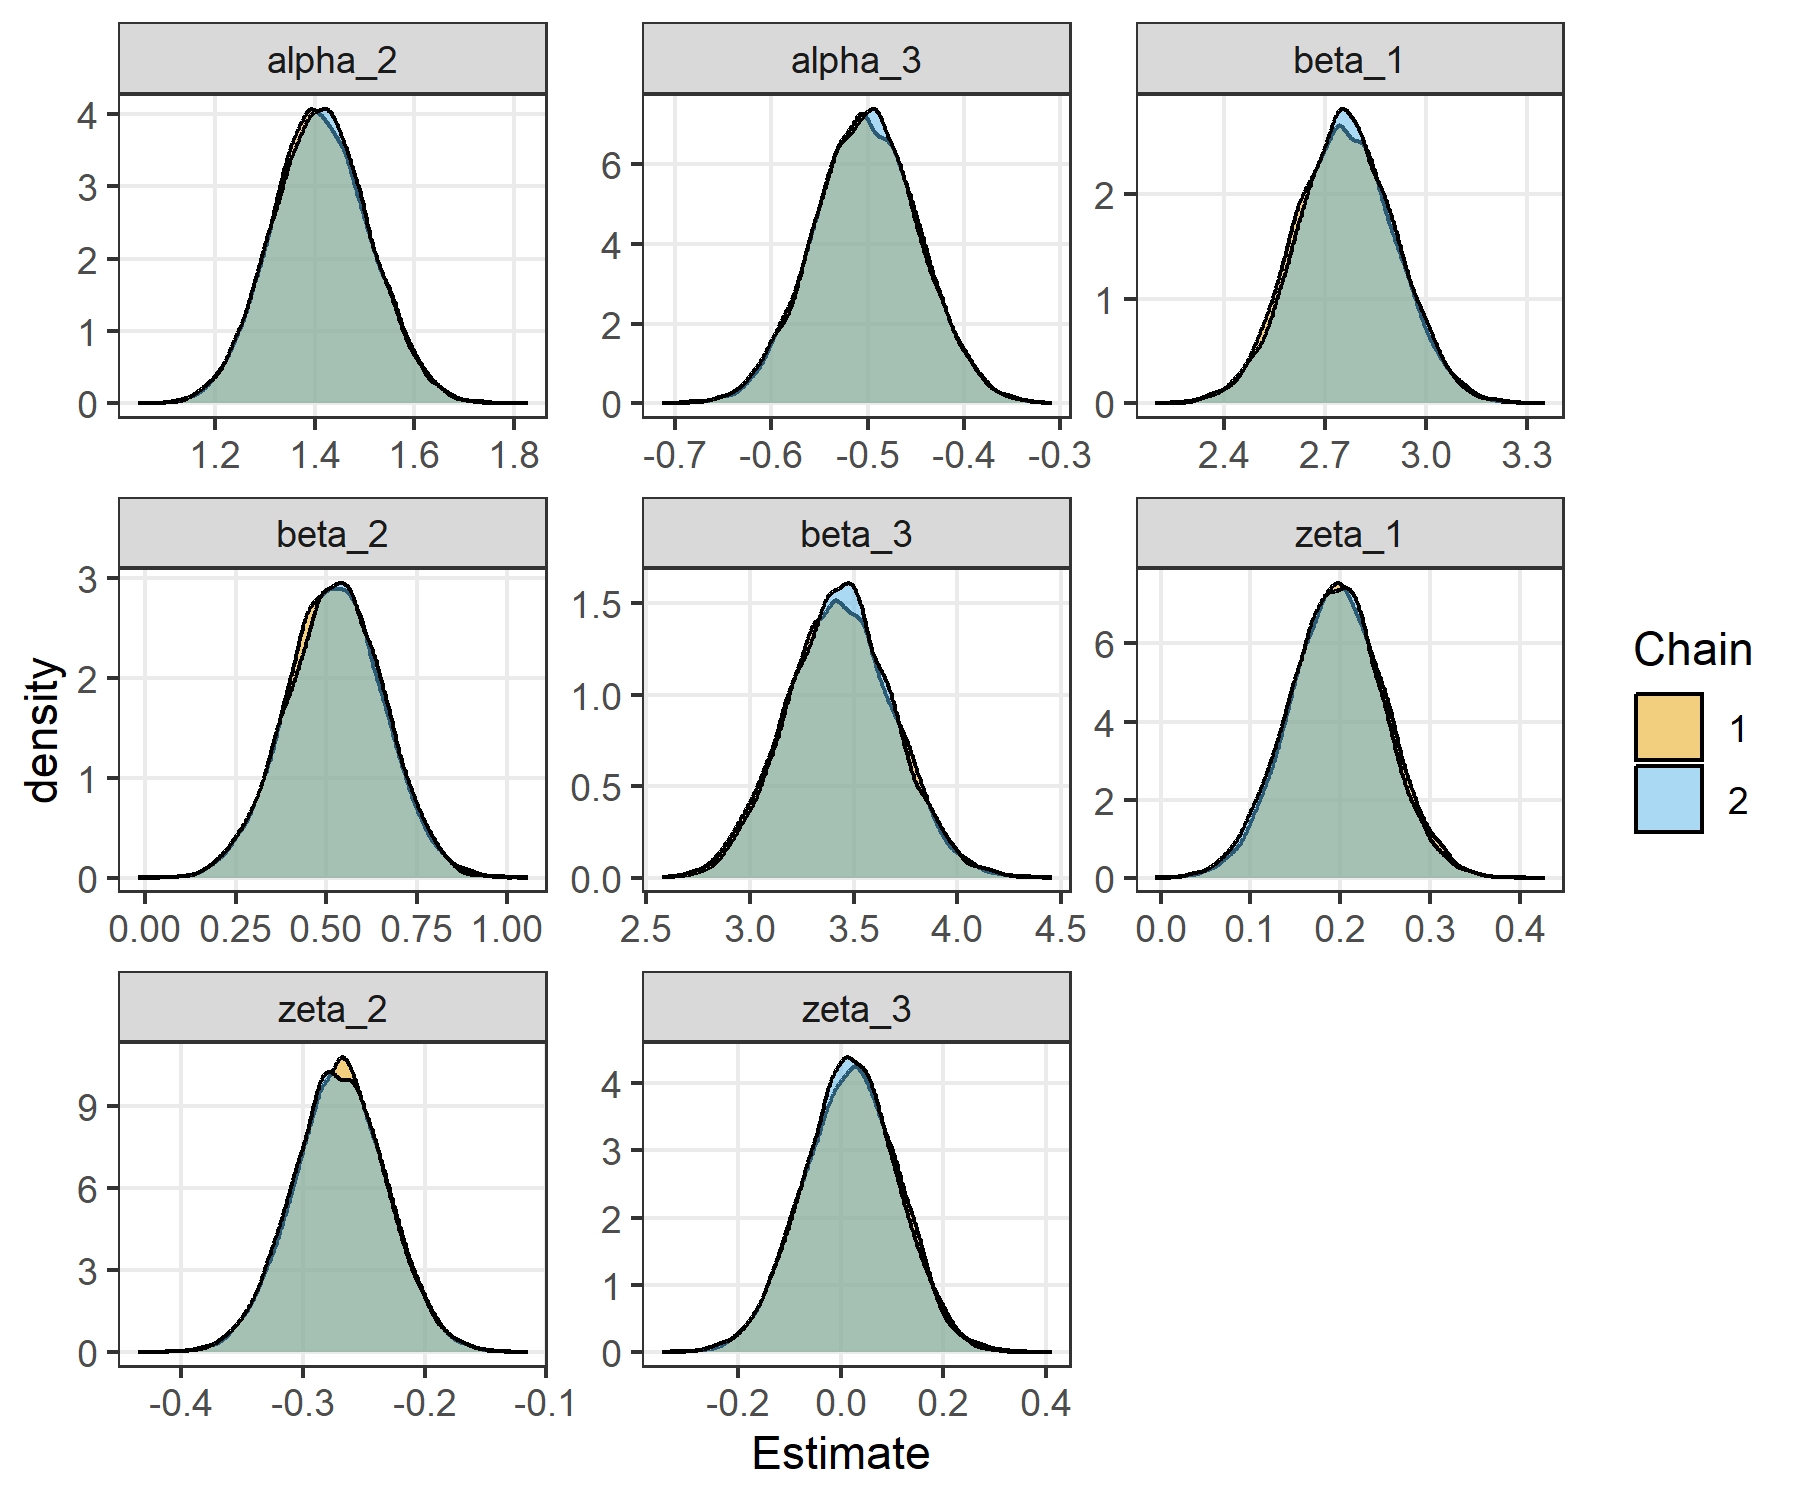 alpha_2 alpha_3 beta_1
4 3 2 1 0
6 4 2 0
2 1 0
1.2 1.4 1.6 1.8
-0.7 -0.6 -0.5 -0.4 -0.3
2.4 2.7 3.0 3.3
beta_2 beta_3 zeta_1
3 2 1 0
1.5 1.0 0.5 0.0
6 4 2 0
0.00 0.25 0.50 0.75 1.00
2.5 3.0 3.5 4.0 4.5
0.0 0.1 0.2 0.3 0.4
zeta_2 zeta_3
9 6 3 0
4 3 2 1 0
-0.4 -0.3 -0.2 -0.1
-0.2 0.0 0.2 0.4
density
Estimate
Chain
1
2